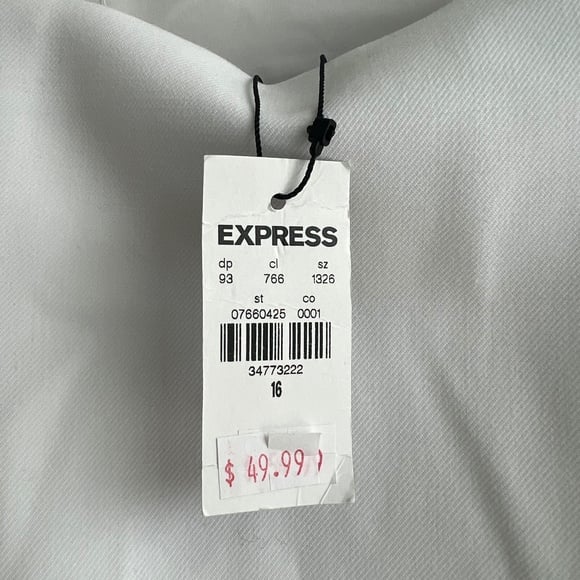 EXPRESS
dp cl sz
93 766 1326
st co
07660425 0001
34773222
16
$ 49.99